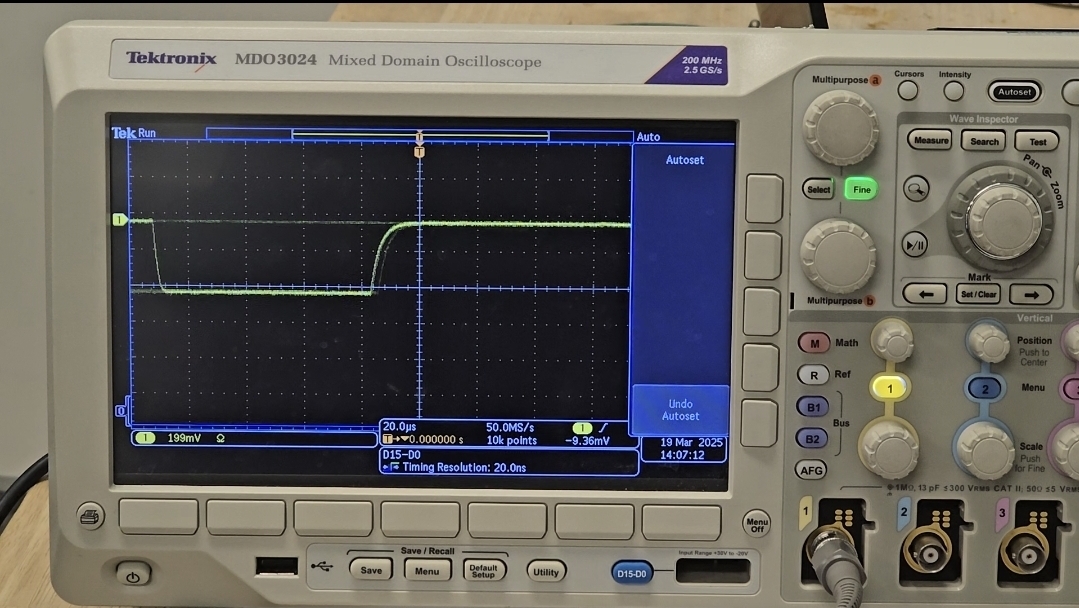 Tektronix MDO3024 Mixed Domain Oscilloscope
200 MHz
2.5 GS/s
Tek Run
T
T
Auto
Autoset
1
Undo
Autoset
20.0µs 50.0MS/s 1
T→▼0.000000 s 10k points -9.36mV
1 199mV Ω
D15-D0
Timing Resolution: 20.0ns
19 Mar 2025
14:07:12
Multipurpose a
Cursors
Intensity
Autoset
Wave Inspector
Measure
Search
Test
Pan
Zoom
Select
Fine
Mark
←
Set / Clear
→
Multipurpose b
Vertical
M Math
R Ref
B1
Bus
B2
AFG
Position
Push to
Center
1
2
Menu
Scale
Push
for Fine
1MΩ, 13 pF ≤300 VRMS CAT II; 50Ω ≤5 VRMS
1
2
3
Menu
Off
Save / Recall
Save
Menu
Default
Setup
Utility
D15-D0
Input Range +30V to -20V